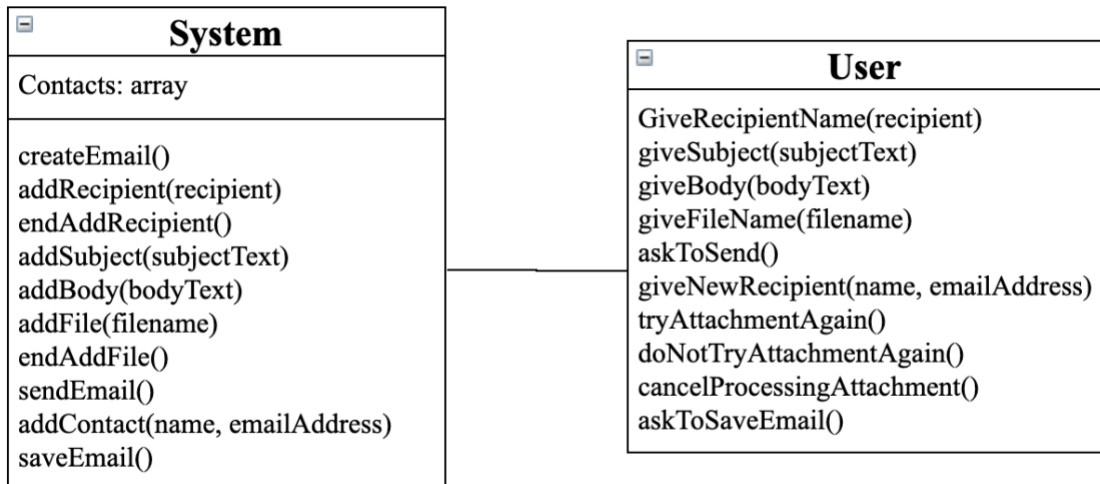 System
Contacts: array
createEmail()
addRecipient(recipient)
endAddRecipient()
addSubject(subjectText)
addBody(bodyText)
addFile(filename)
endAddFile()
sendEmail()
addContact(name, emailAddress)
saveEmail()
User
GiveRecipientName(recipient)
giveSubject(subjectText)
giveBody(bodyText)
giveFileName(filename)
askToSend()
giveNewRecipient(name, emailAddress)
tryAttachmentAgain()
doNotTryAttachmentAgain()
cancelProcessingAttachment()
askToSaveEmail()